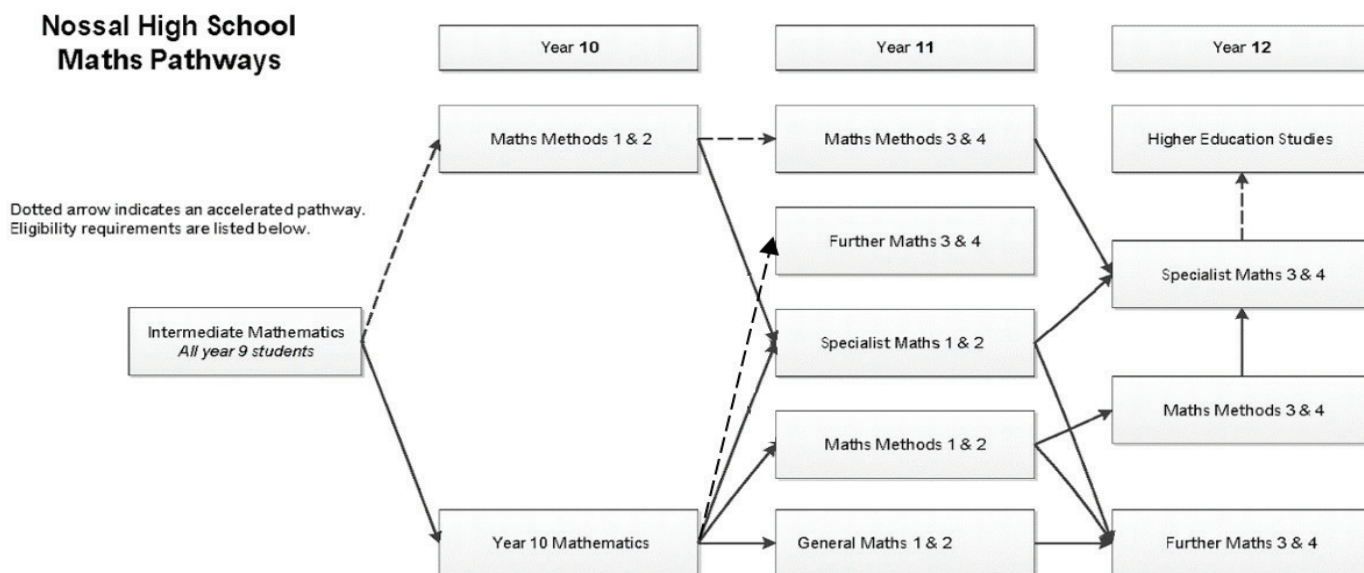 Nossal High School
Maths Pathways
Year 10
Year 11
Year 12
Maths Methods 1 & 2
Maths Methods 3 & 4
Higher Education Studies
Dotted arrow indicates an accelerated pathway.
Eligibility requirements are listed below.
Further Maths 3 & 4
Specialist Maths 3 & 4
Intermediate Mathematics
All year 9 students
Specialist Maths 1 & 2
Maths Methods 3 & 4
Maths Methods 1 & 2
Year 10 Mathematics
General Maths 1 & 2
Further Maths 3 & 4